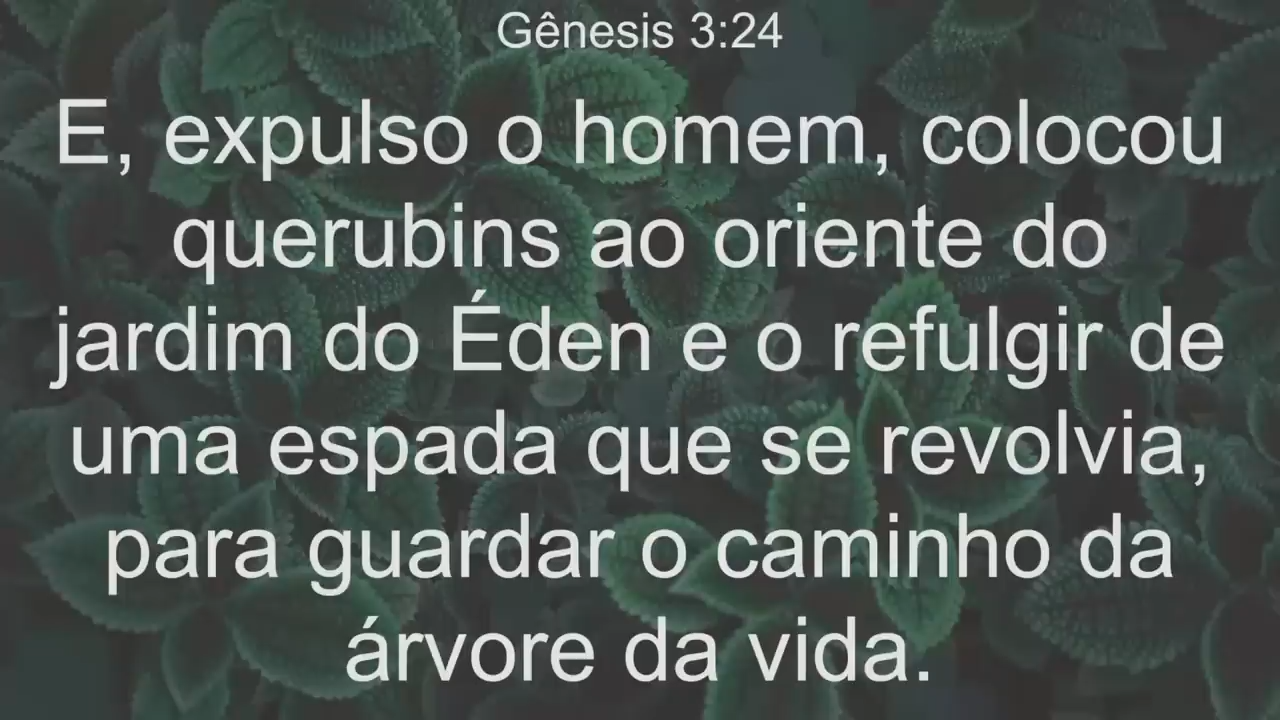 Gênesis 3:24
E, expulso o homem, colocou
querubins ao oriente do
jardim do Éden e o refulgir de
uma espada que se revolvia,
para guardar o caminho da
árvore da vida.